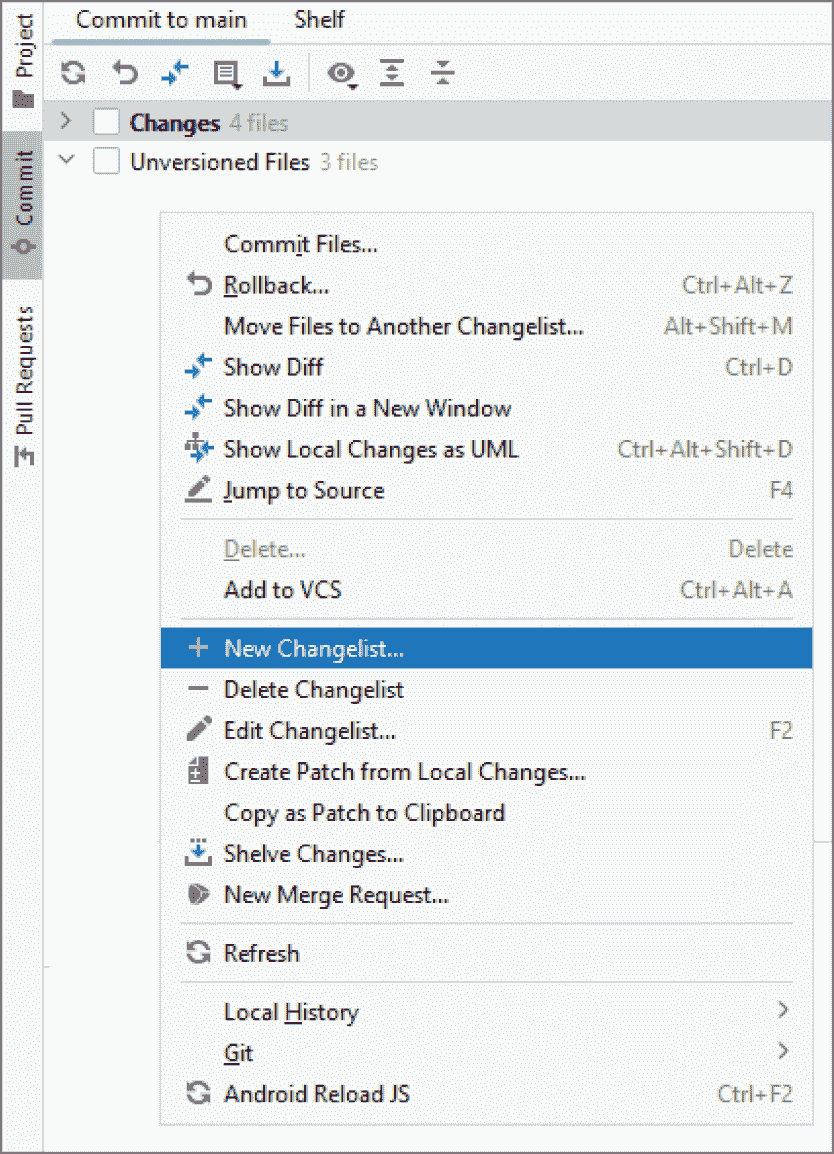 Commit to main Shelf
Project
Commit
Pull Requests
Changes 4 files
Unversioned Files 3 files
Commit Files...
Rollback... Ctrl+Alt+Z
Move Files to Another Changelist... Alt+Shift+M
Show Diff Ctrl+D
Show Diff in a New Window
Show Local Changes as UML Ctrl+Alt+Shift+D
Jump to Source F4
Delete... Delete
Add to VCS Ctrl+Alt+A
New Changelist...
Delete Changelist
Edit Changelist... F2
Create Patch from Local Changes...
Copy as Patch to Clipboard
Shelve Changes...
New Merge Request...
Refresh
Local History
Git
Android Reload JS Ctrl+F2